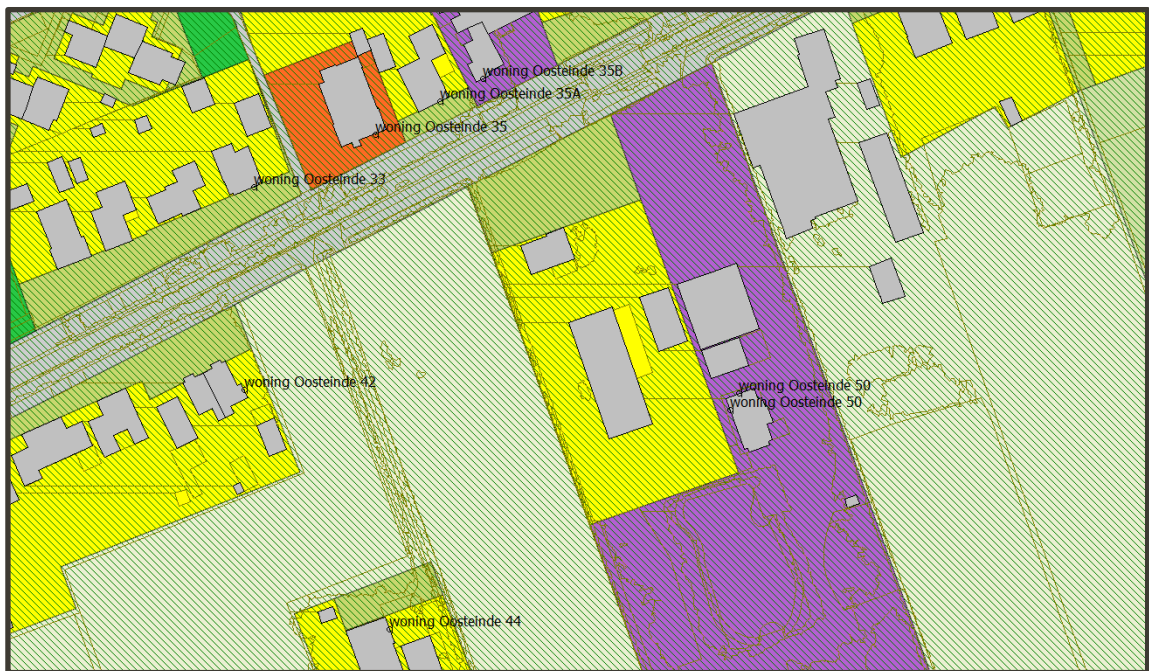 woning Oosteinde 35B
woning Oosteinde 35A
woning Oosteinde 35
woning Oosteinde 33
woning Oosteinde 42
woning Oosteinde 50
woning Oosteinde 50
woning Oosteinde 44